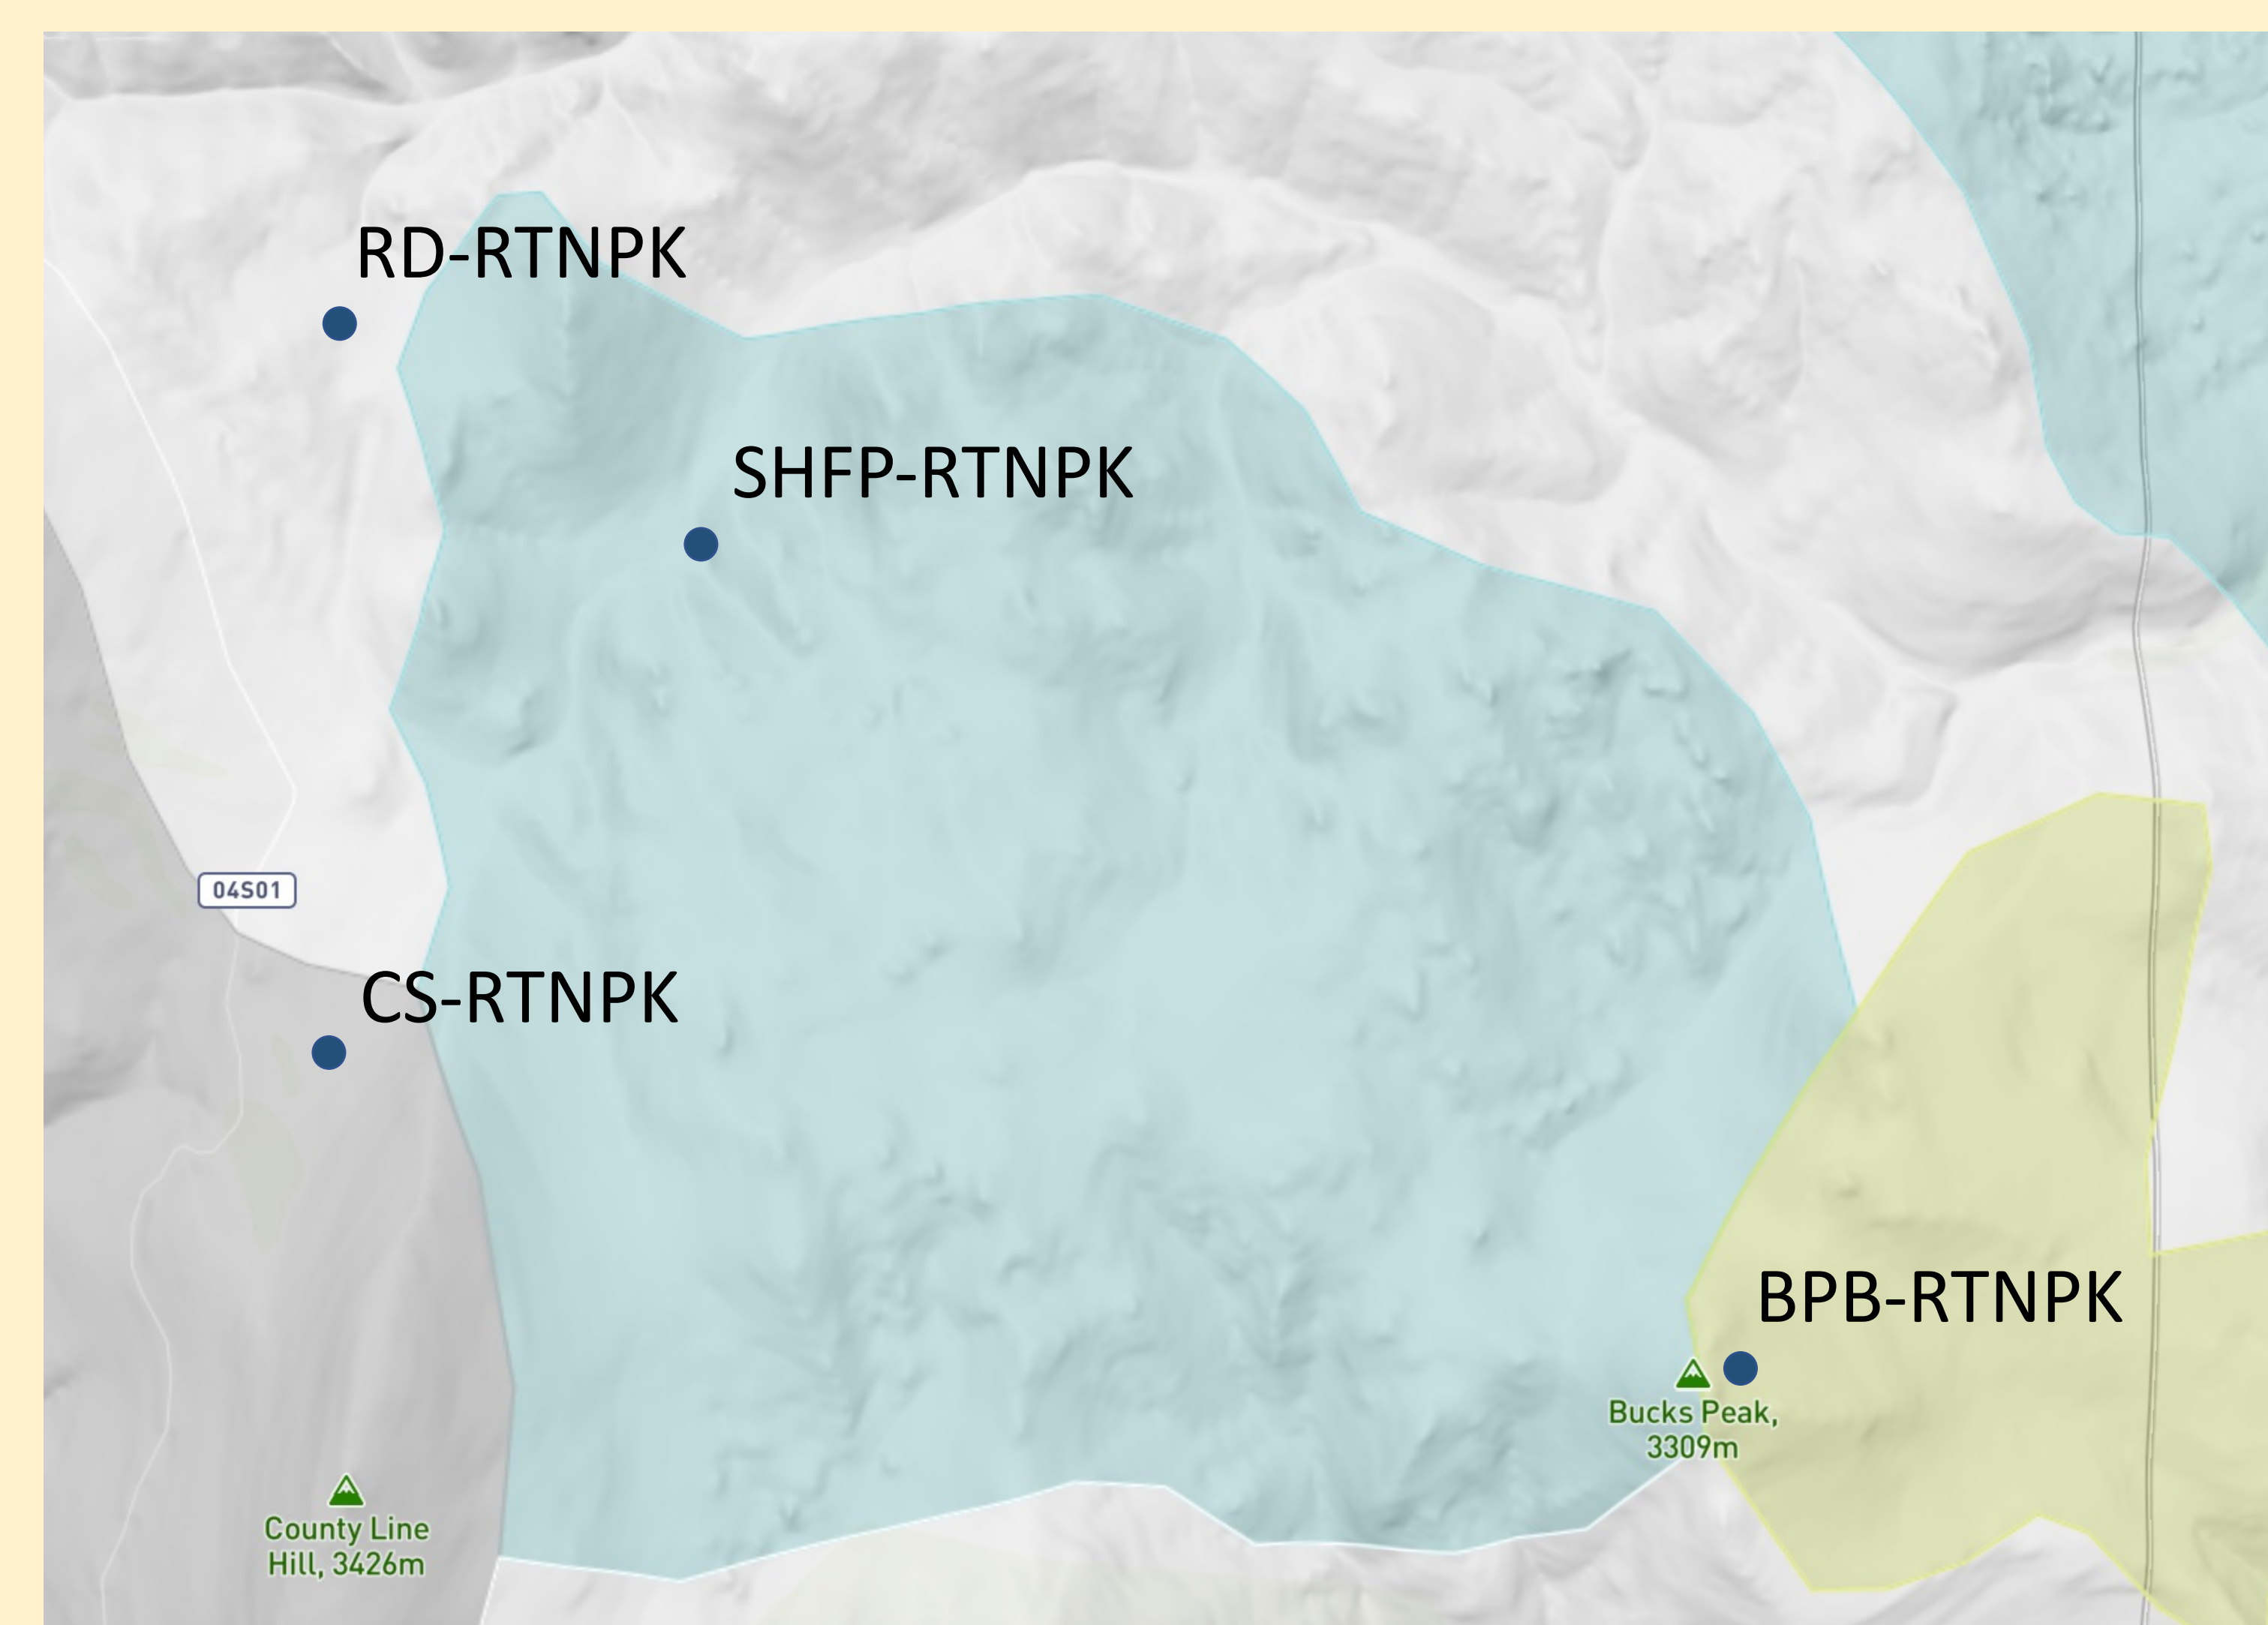 RD-RTNPK
SHFP-RTNPK
04S01
CS-RTNPK
BPB-RTNPK
Bucks Peak,
3309m
County Line
Hill, 3426m